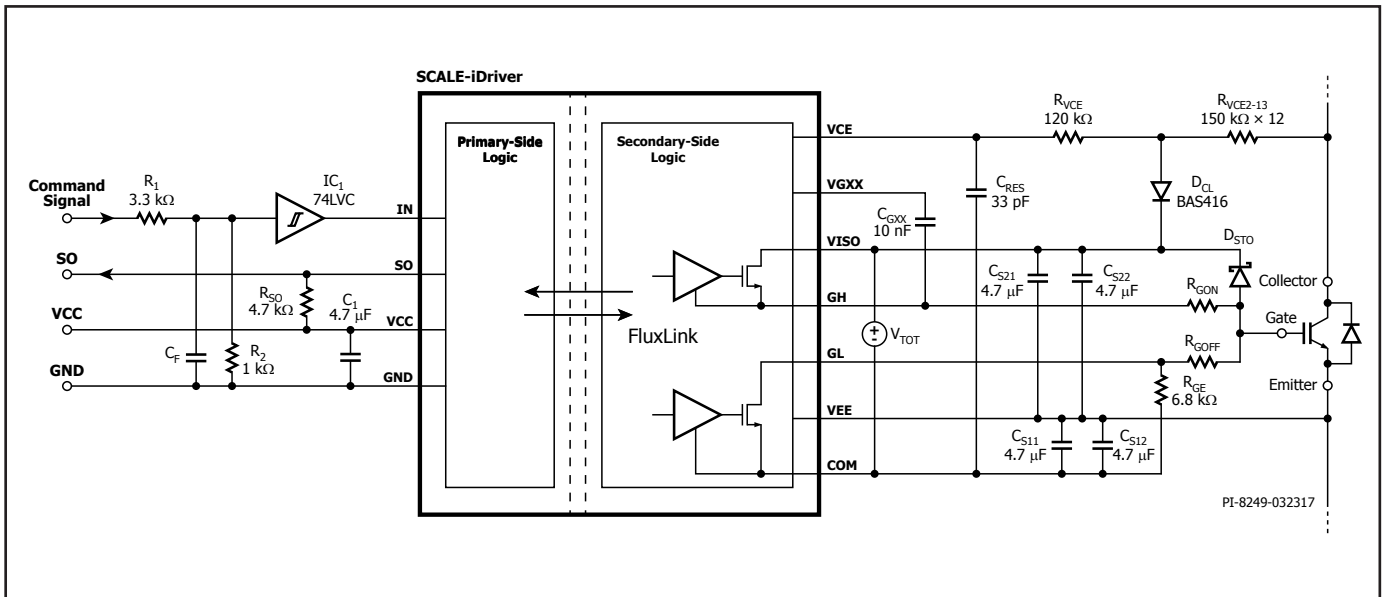 SCALE-iDriver
Primary-Side
Logic
Secondary-Side
Logic
FluxLink
Command
Signal
SO
VCC
GND
R1
3.3 kΩ
IC1
74LVC
RSO
4.7 kΩ
C1
4.7 μF
CF
R2
1 kΩ
IN
SO
VCC
GND
VCE
VGXX
VISO
GH
GL
VEE
COM
RVCE
120 kΩ
RVCE2-13
150 kΩ × 12
CRES
33 pF
DCL
BAS416
CGXX
10 nF
DSTO
CS21
4.7 μF
CS22
4.7 μF
RGON
Collector
Gate
VTOT
RGOFF
RGE
6.8 kΩ
Emitter
CS11
4.7 μF
CS12
4.7 μF
PI-8249-032317